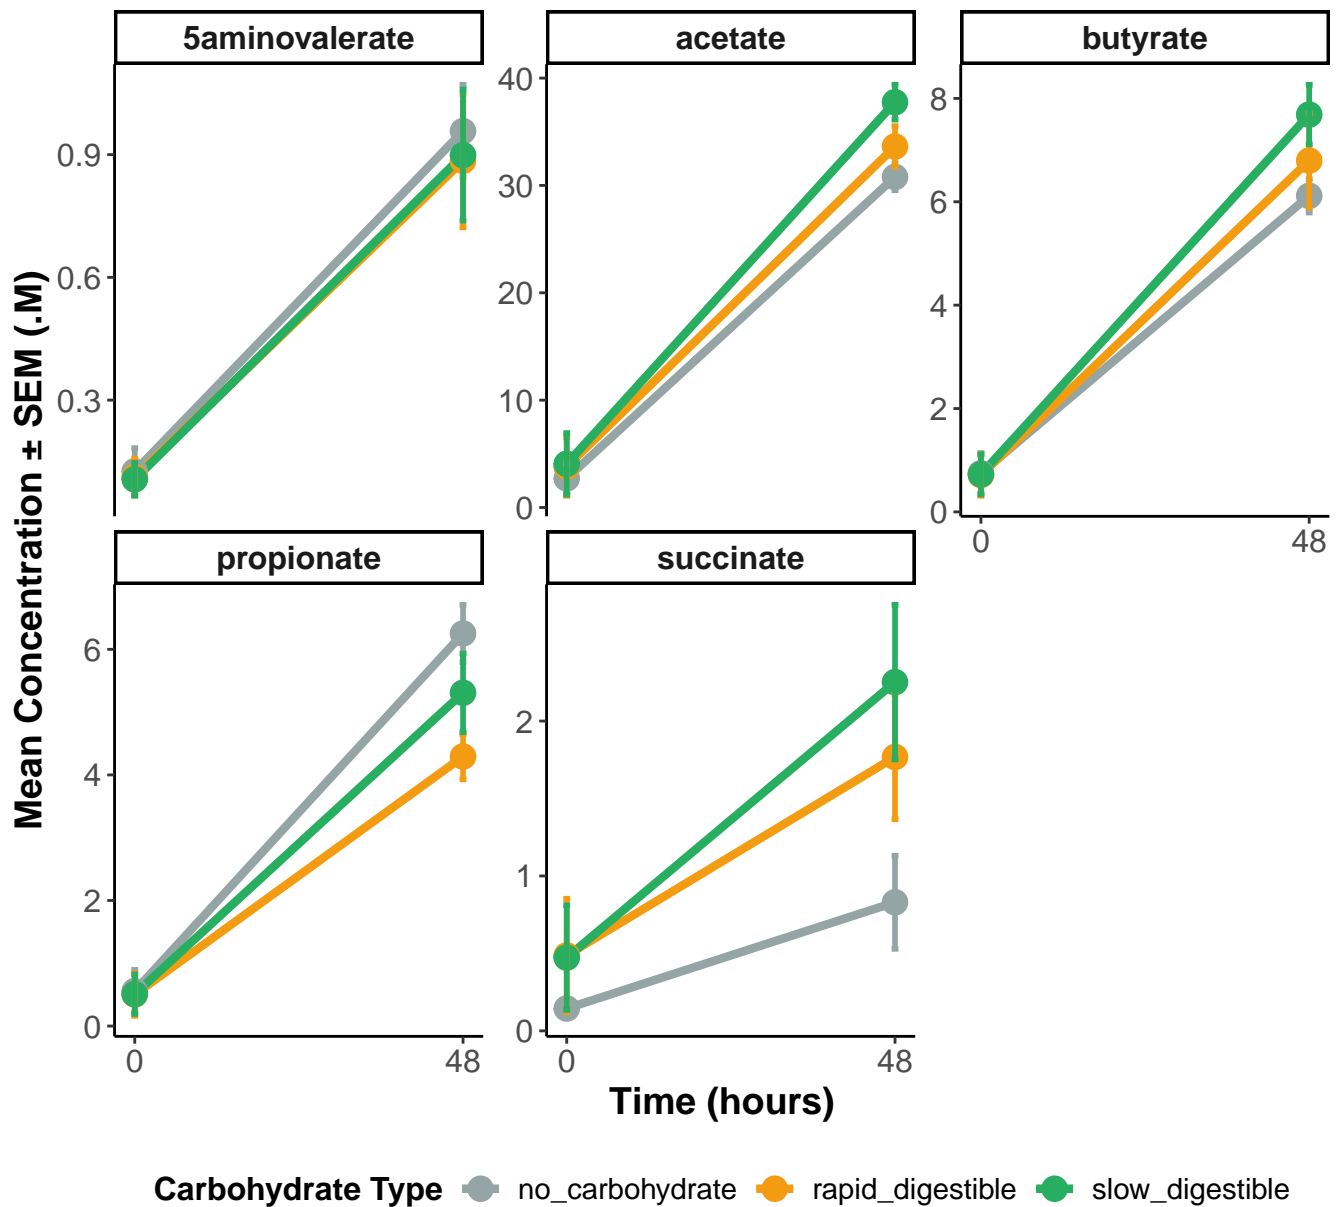 5aminovalerate
acetate
butyrate
0.9
0.6
0.3
40
30
20
10
0
8
6
4
2
0
0 48
propionate
succinate
6
4
2
0
2
1
0
0 48
0 48
Mean Concentration ± SEM (.M)
Time (hours)
Carbohydrate Type no_carbohydrate rapid_digestible slow_digestible